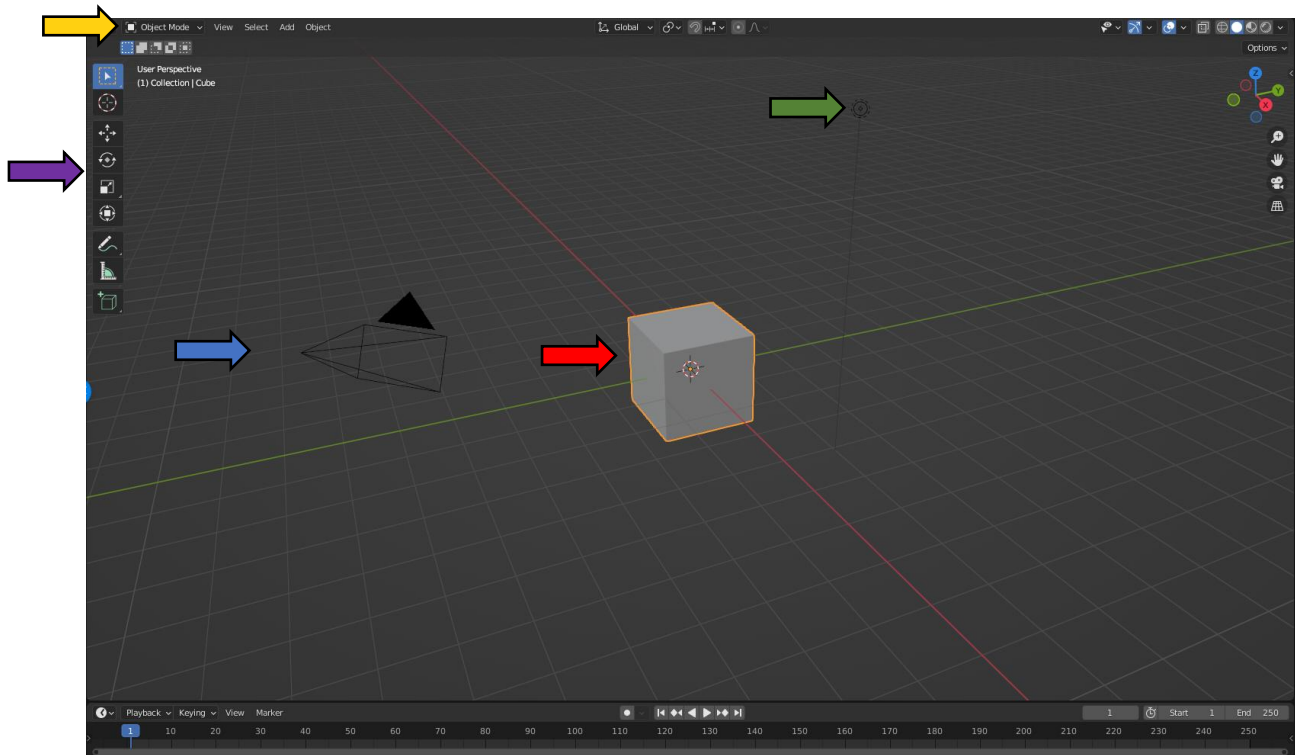 Object Mode View Select Add Object Global
Options
User Perspective
(1) Collection | Cube
Z
Y
X
Playback Keying View Marker 1 Start 1 End 250
1 10 20 30 40 50 60 70 80 90 100 110 120 130 140 150 160 170 180 190 200 210 220 230 240 250